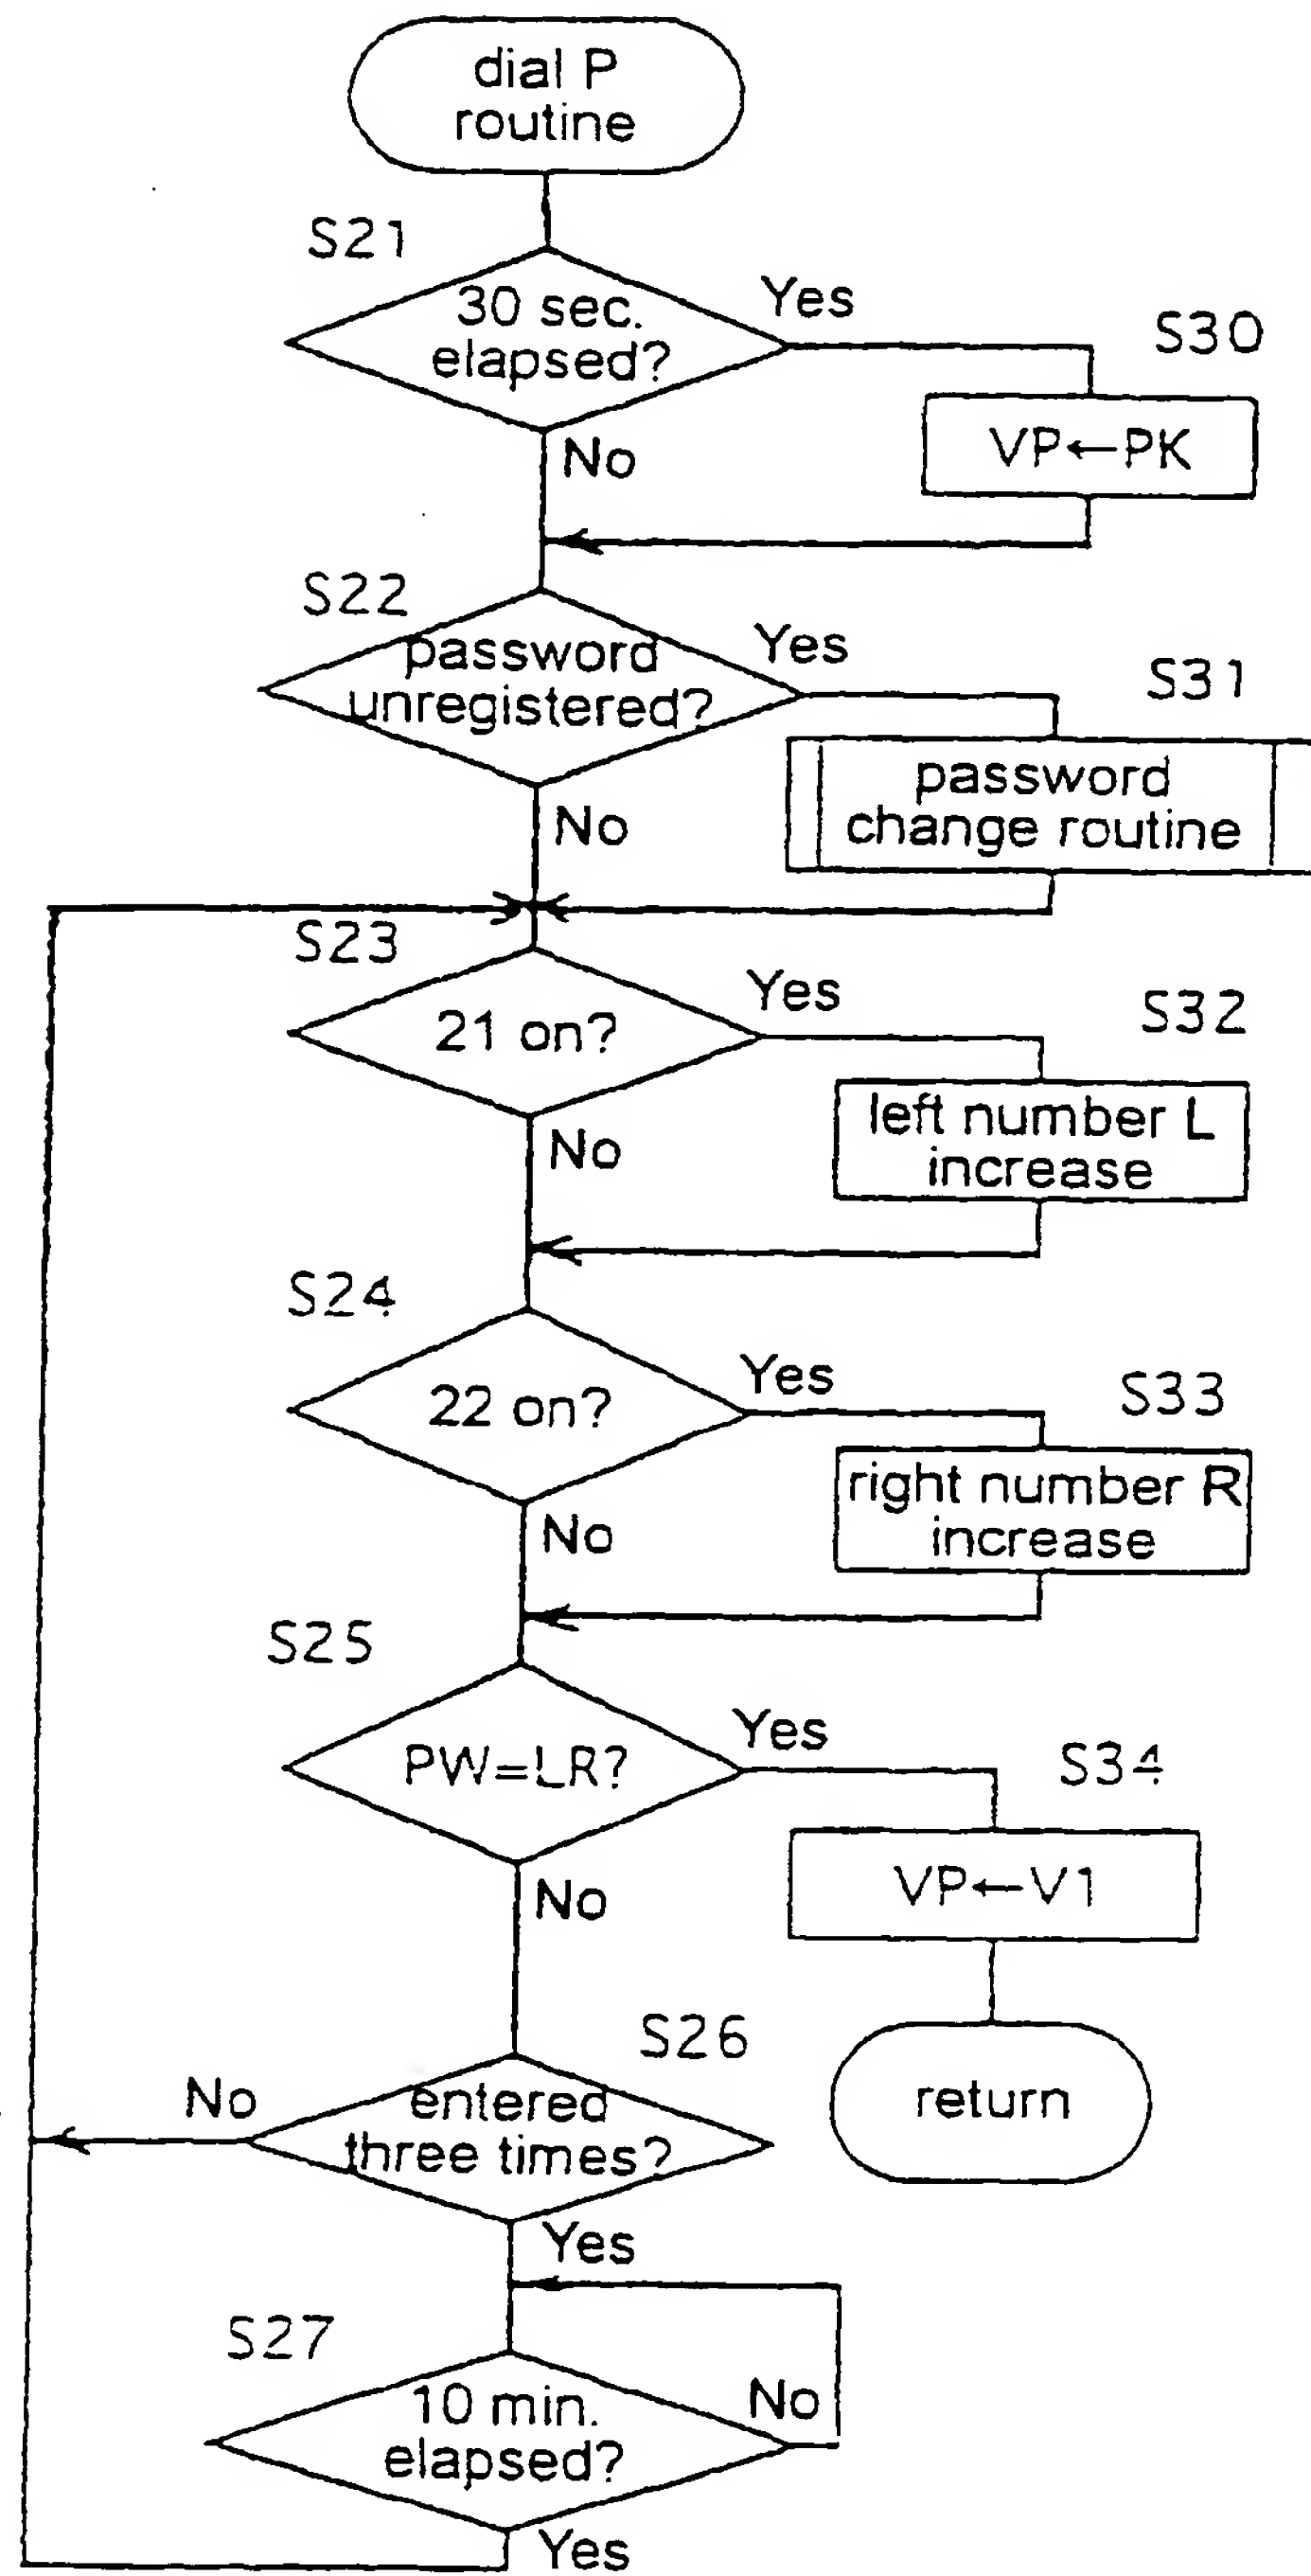 dial P
routine
S21
30 sec.
elapsed?
Yes
S30
VP←PK
No
S22
password
unregistered?
Yes
S31
password
change routine
No
S23
21 on?
Yes
S32
left number L
increase
No
S24
22 on?
Yes
S33
right number R
increase
No
S25
PW=LR?
Yes
S34
VP←V1
No
return
S26
entered
three times?
No
Yes
S27
10 min.
elapsed?
No
Yes